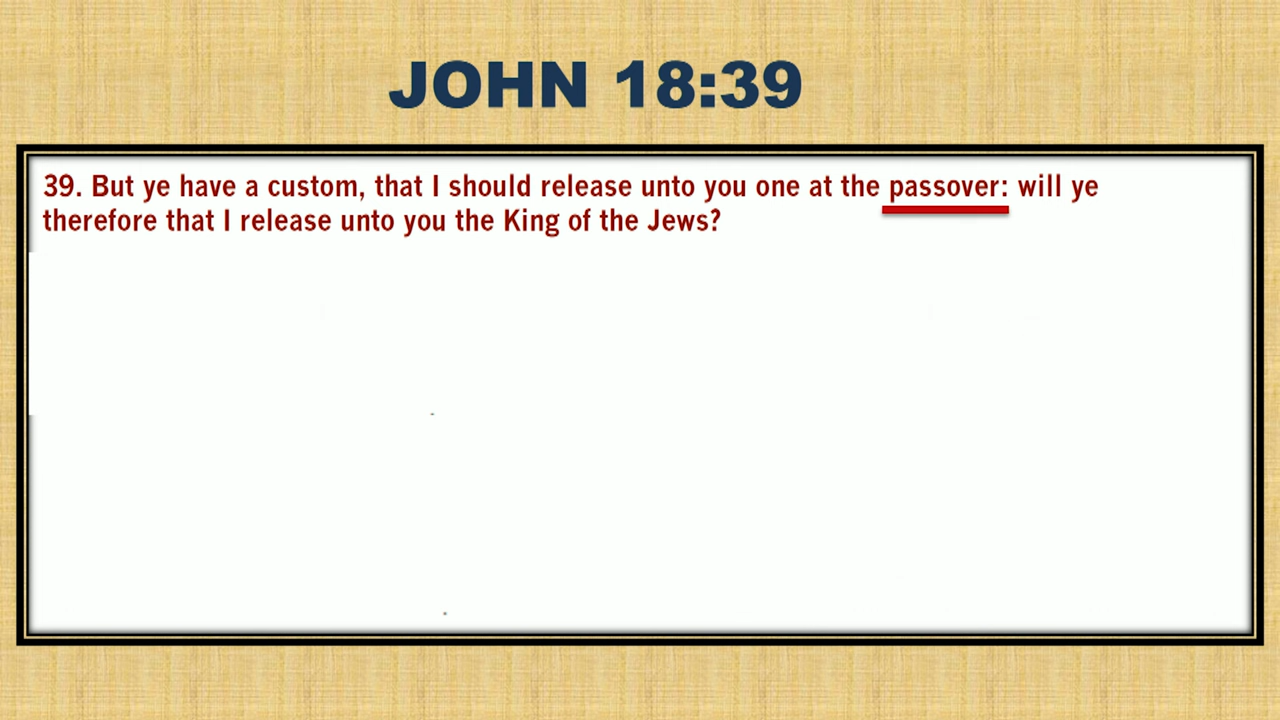 JOHN 18:39
39. But ye have a custom, that I should release unto you one at the passover: will ye
therefore that I release unto you the King of the Jews?